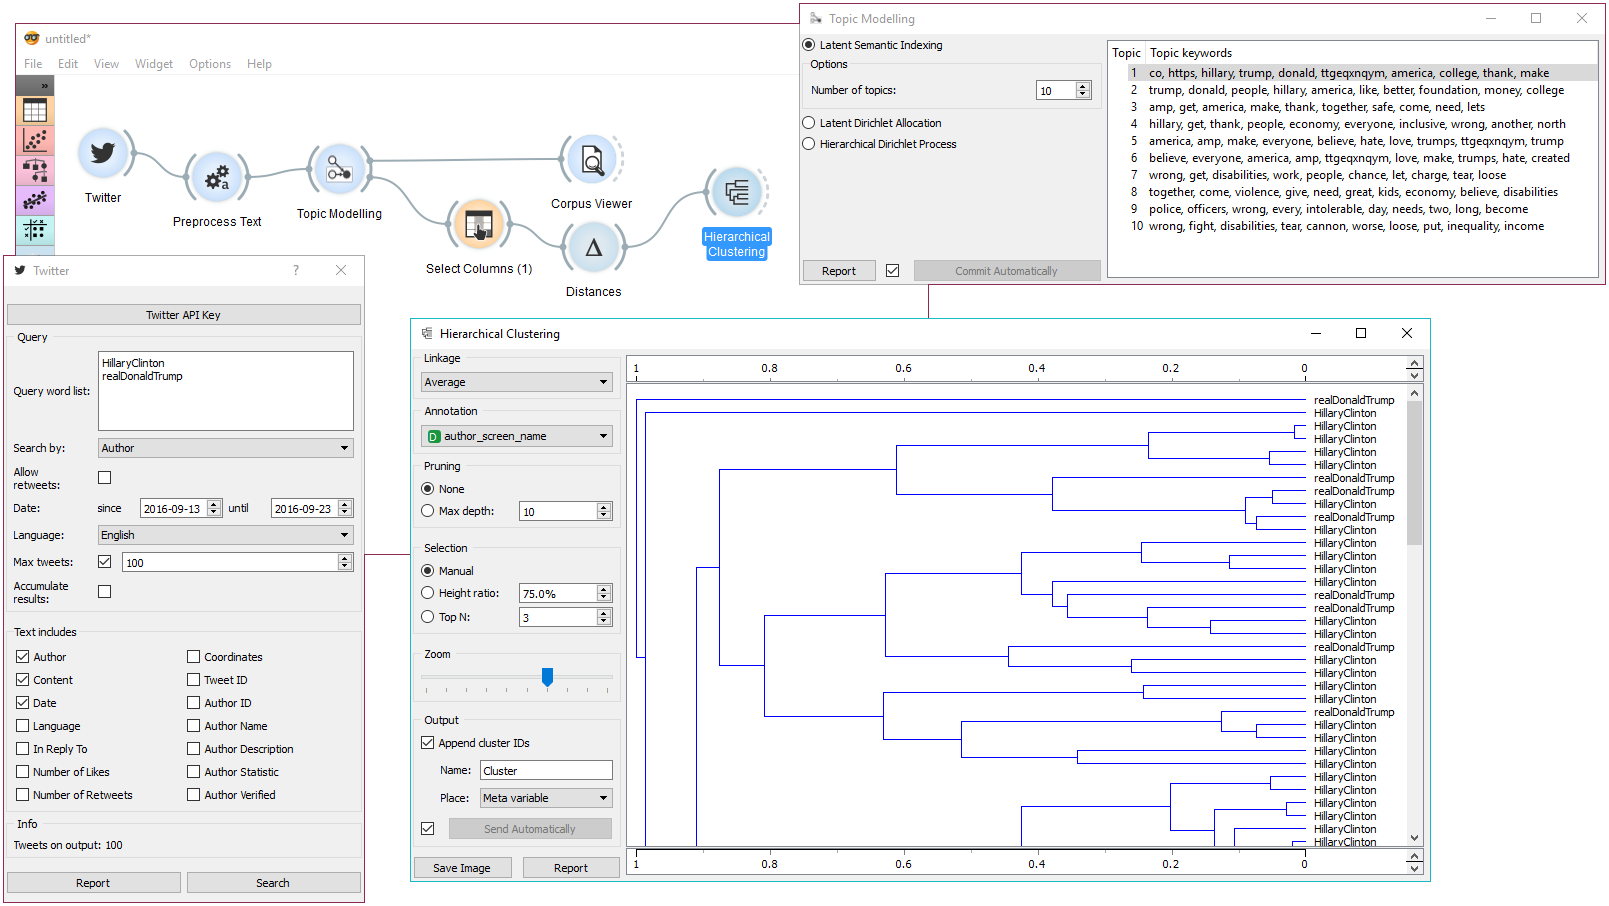 untitled*
File Edit View Widget Options Help
»
Twitter
Preprocess Text
Topic Modelling
Corpus Viewer
Select Columns (1)
Distances
Hierarchical
Clustering
Topic Modelling
Latent Semantic Indexing
Options
Number of topics: 10
Latent Dirichlet Allocation
Hierarchical Dirichlet Process
Report Commit Automatically
Topic Topic keywords
1 co, https, hillary, trump, donald, ttgeqxnqym, america, college, thank, make
2 trump, donald, people, hillary, america, like, better, foundation, money, college
3 amp, get, america, make, thank, together, safe, come, need, lets
4 hillary, get, thank, people, economy, everyone, inclusive, wrong, another, north
5 america, amp, make, everyone, believe, hate, love, trumps, ttgeqxnqym, trump
6 believe, everyone, america, amp, ttgeqxnqym, love, make, trumps, hate, created
7 wrong, get, disabilities, work, people, chance, let, charge, tear, loose
8 together, come, violence, give, need, great, kids, economy, believe, disabilities
9 police, officers, wrong, every, intolerable, day, needs, two, long, become
10 wrong, fight, disabilities, tear, cannon, worse, loose, put, inequality, income
Twitter ?
Twitter API Key
Query
Query word list: HillaryClinton
realDonaldTrump
Search by: Author
Allow
retweets:
Date: since 2016-09-13 until 2016-09-23
Language: English
Max tweets: 100
Accumulate
results:
Text includes
Author Coordinates
Content Tweet ID
Date Author ID
Language Author Name
In Reply To Author Description
Number of Likes Author Statistic
Number of Retweets Author Verified
Info
Tweets on output: 100
Report Search
Hierarchical Clustering
Linkage
Average
Annotation
D author_screen_name
Pruning
None
Max depth: 10
Selection
Manual
Height ratio: 75.0%
Top N: 3
Zoom
Output
Append cluster IDs
Name: Cluster
Place: Meta variable
Send Automatically
Save Image Report
1 0.8 0.6 0.4 0.2 0
realDonaldTrump
HillaryClinton
HillaryClinton
HillaryClinton
HillaryClinton
HillaryClinton
realDonaldTrump
realDonaldTrump
HillaryClinton
realDonaldTrump
HillaryClinton
HillaryClinton
HillaryClinton
HillaryClinton
HillaryClinton
realDonaldTrump
realDonaldTrump
HillaryClinton
HillaryClinton
realDonaldTrump
HillaryClinton
HillaryClinton
HillaryClinton
HillaryClinton
realDonaldTrump
HillaryClinton
HillaryClinton
HillaryClinton
HillaryClinton
HillaryClinton
HillaryClinton
HillaryClinton
HillaryClinton
HillaryClinton
HillaryClinton
1 0.8 0.6 0.4 0.2 0